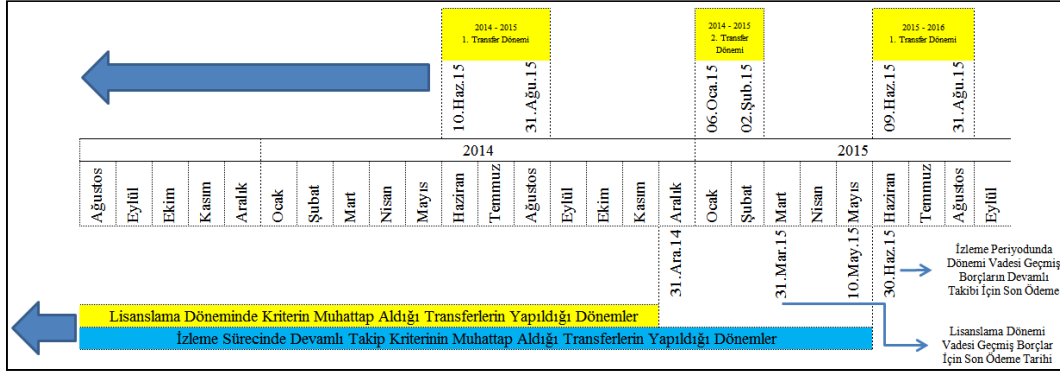 2014 - 2015
1. Transfer Dönemi
2014 - 2015
2. Transfer
Dönemi
2015 - 2016
1. Transfer Dönemi
10.Haz.15
31.Ağu.15
06.Oca.15
02.Şub.15
09.Haz.15
31.Ağu.15
2014
2015
Ağustos
Eylül
Ekim
Kasım
Aralık
Ocak
Şubat
Mart
Nisan
Mayıs
Haziran
Temmuz
Ağustos
Eylül
Ekim
Kasım
Aralık
Ocak
Şubat
Mart
Nisan
Mayıs
Haziran
Temmuz
Ağustos
Eylül
31.Ara.14
31.Mar.15
10.May.15
30.Haz.15
İzleme Periyodunda
Dönemi Vadesi Geçmiş
Borçların Devamlı
Takibi İçin Son Ödeme
Lisanslama Döneminde Kriterin Muhattap Aldığı Transferlerin Yapıldığı Dönemler
İzleme Sürecinde Devamlı Takip Kriterinin Muhattap Aldığı Transferlerin Yapıldığı Dönemler
Lisanslama Dönemi
Vadesi Geçmiş Borçlar
İçin Son Ödeme Tarihi